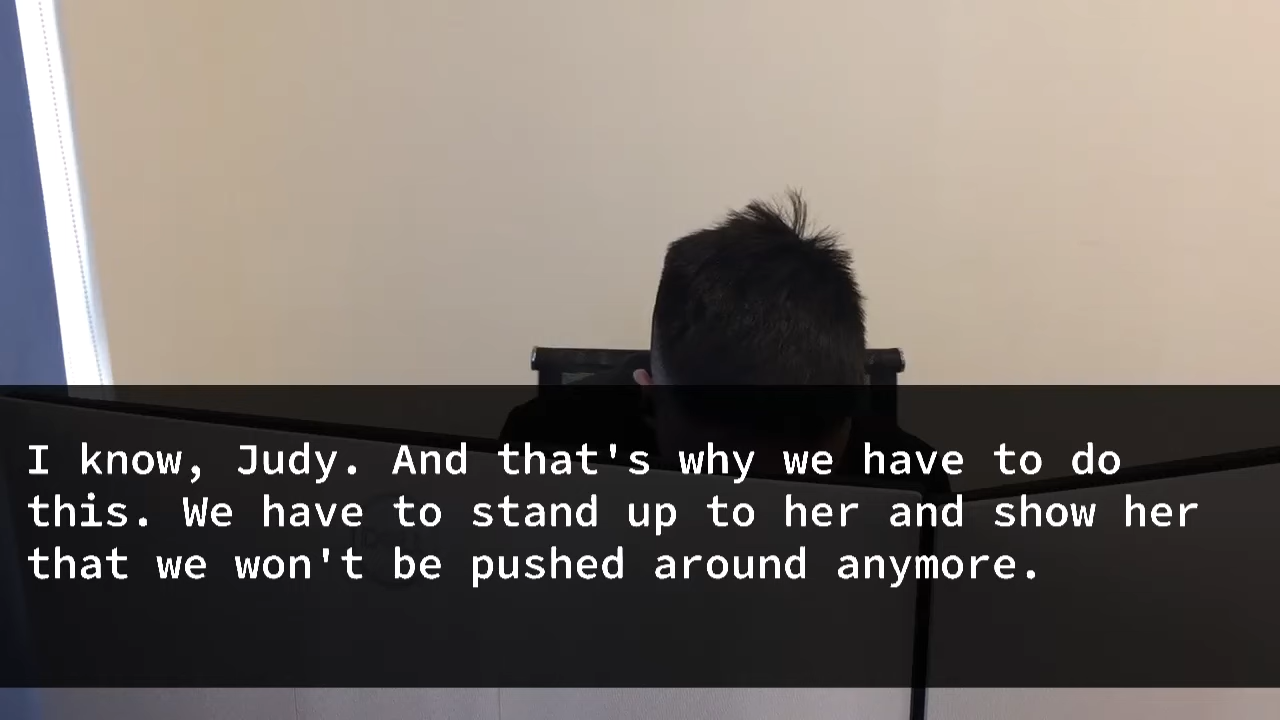 I know, Judy. And that's why we have to do
this. We have to stand up to her and show her
that we won't be pushed around anymore.